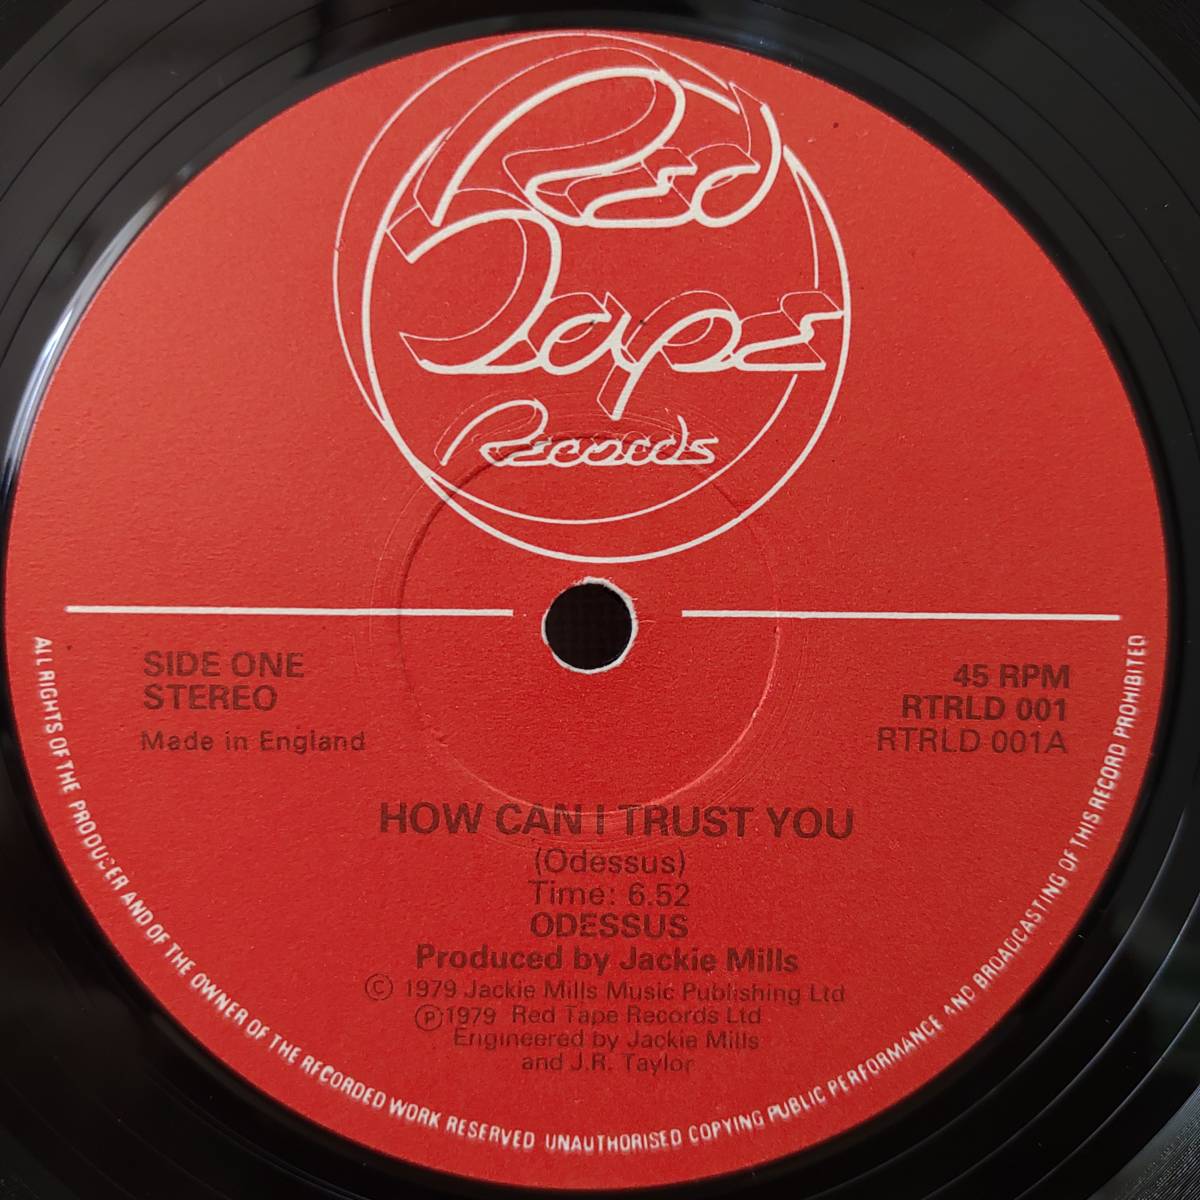 Red
Tape
Records
SIDE ONE
STEREO
Made in England
45 RPM
RTRLD 001
RTRLD 001A
HOW CAN I TRUST YOU
(Odessus)
Time: 6.52
ODESSUS
Produced by Jackie Mills
© 1979 Jackie Mills Music Publishing Ltd
℗1979 Red Tape Records Ltd
Engineered by Jackie Mills
and J.R. Taylor
ALL RIGHTS OF THE PRODUCER AND OF THE OWNER OF THE RECORDED WORK RESERVED UNAUTHORISED COPYING PUBLIC PERFORMANCE AND BROADCASTING OF THIS RECORD PROHIBITED